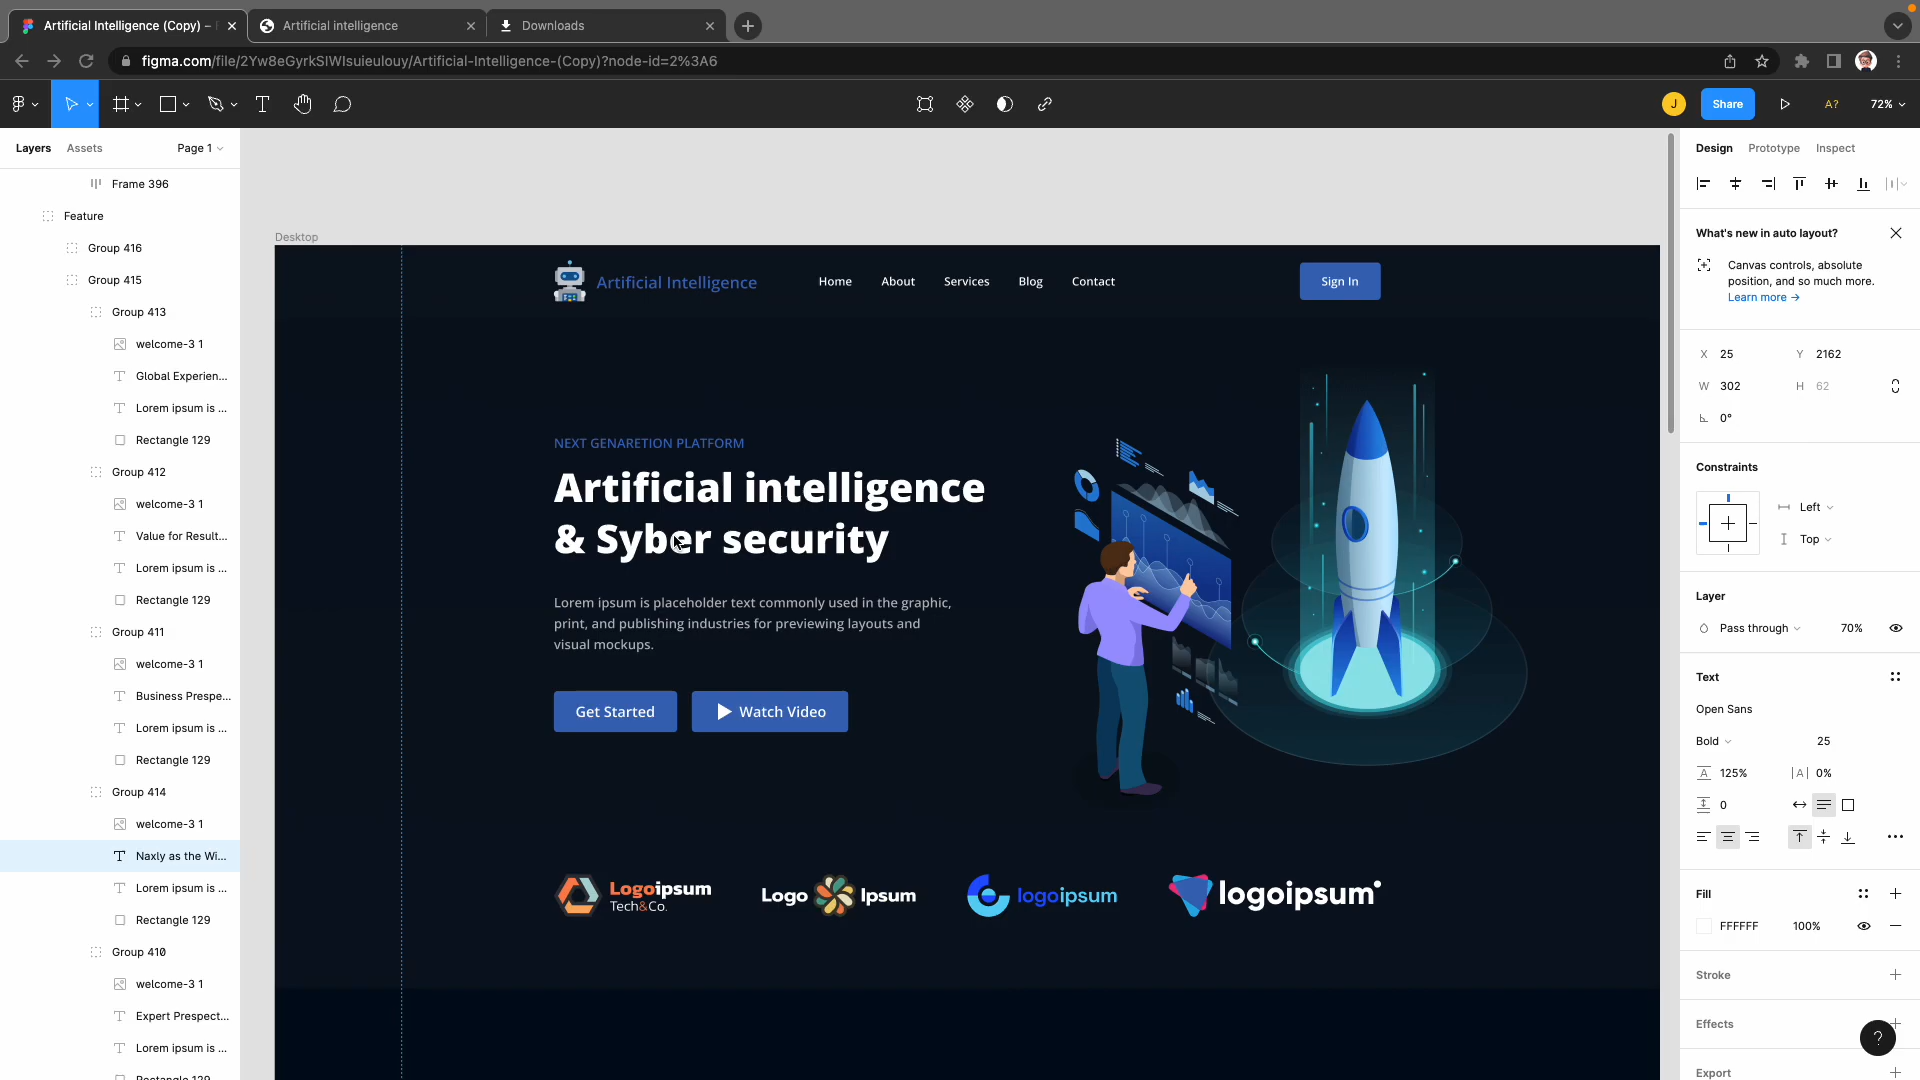 Artificial Intelligence (Copy) –
Artificial intelligence
Downloads
figma.com/file/2Yw8eGyrkSlWIsuieulouy/Artificial-Intelligence-(Copy)?node-id=2%3A6
J
Share
A?
72%
Layers
Assets
Page 1
Frame 396
Feature
Group 416
Group 415
Group 413
welcome-3 1
Global Experien...
Lorem ipsum is ...
Rectangle 129
Group 412
welcome-3 1
Value for Result...
Lorem ipsum is ...
Rectangle 129
Group 411
welcome-3 1
Business Prespe...
Lorem ipsum is ...
Rectangle 129
Group 414
welcome-3 1
Naxly as the Wi...
Lorem ipsum is ...
Rectangle 129
Group 410
welcome-3 1
Expert Prespect...
Lorem ipsum is ...
Rectangle 129
Desktop
Artificial Intelligence
Home
About
Services
Blog
Contact
Sign In
NEXT GENARETION PLATFORM
Artificial intelligence
& Syber security
Lorem ipsum is placeholder text commonly used in the graphic,
print, and publishing industries for previewing layouts and
visual mockups.
Get Started
Watch Video
Logoipsum
Tech&Co.
Logo Ipsum
logoipsum
logoipsum
Design
Prototype
Inspect
What's new in auto layout?
Canvas controls, absolute
position, and so much more.
Learn more →
X 25
Y 2162
W 302
H 62
0°
Constraints
Left
Top
Layer
Pass through
70%
Text
Open Sans
Bold
25
A 125%
|A| 0%
0
Fill
FFFFFF
100%
Stroke
Effects
?
Export